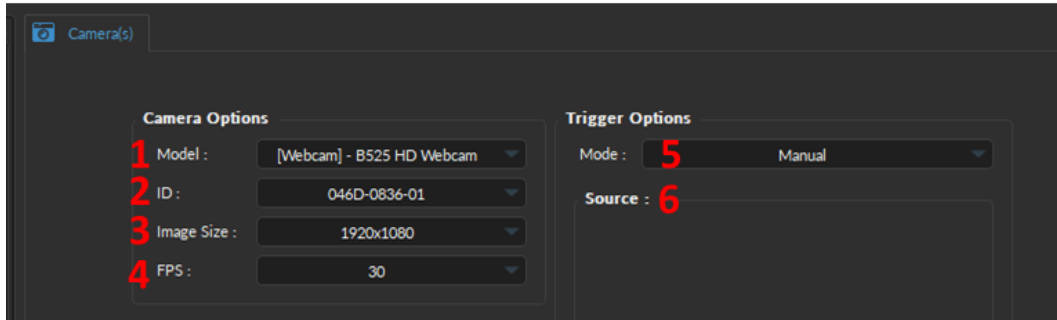 Camera(s)
Camera Options
1 Model : [Webcam] - B525 HD Webcam
2 ID : 046D-0836-01
3 Image Size : 1920x1080
4 FPS : 30
Trigger Options
Mode : 5 Manual
Source : 6